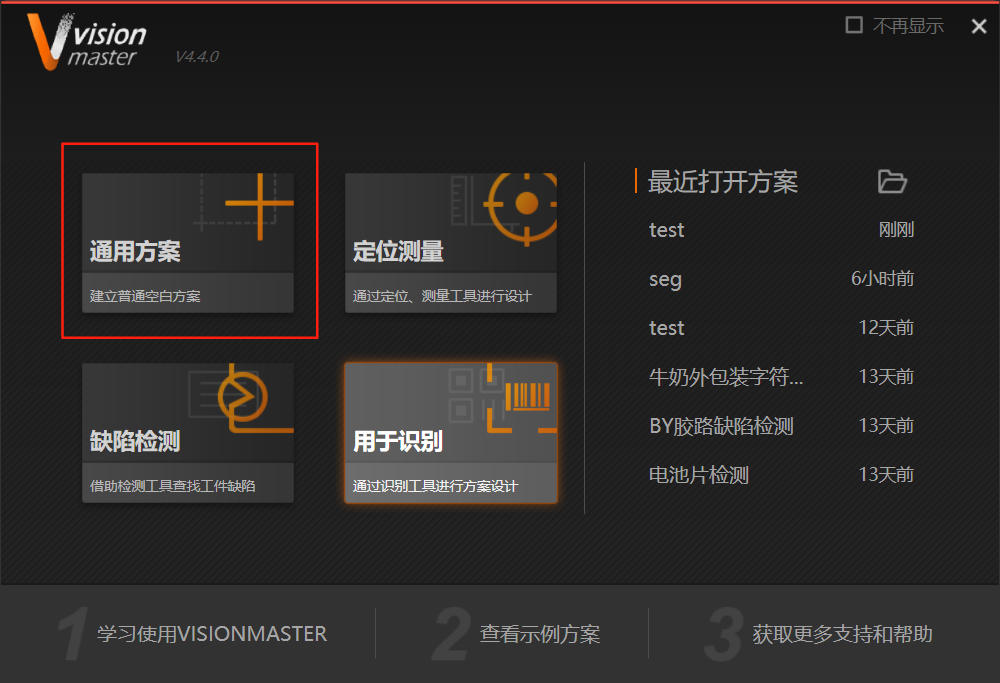 vision
master
V4.4.0
不再显示
通用方案
建立普通空白方案
定位测量
通过定位、测量工具进行设计
缺陷检测
借助检测工具查找工件缺陷
用于识别
通过识别工具进行方案设计
最近打开方案
test 刚刚
seg 6小时前
test 12天前
牛奶外包装字符... 13天前
BY胶路缺陷检测 13天前
电池片检测 13天前
1 学习使用VISIONMASTER
2 查看示例方案
3 获取更多支持和帮助